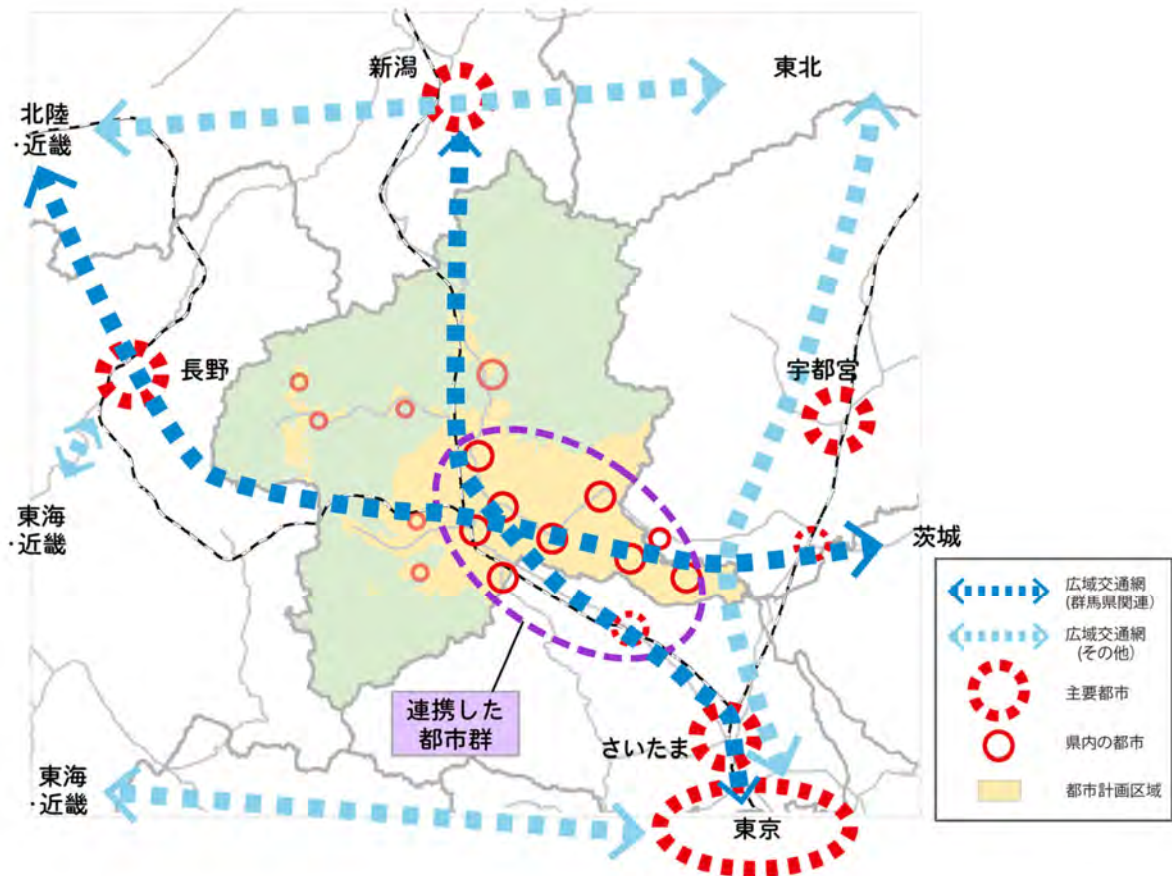 新潟
東北
北陸
・近畿
長野
宇都宮
東海
・近畿
茨城
連携した
都市群
さいたま
東海
・近畿
東京
広域交通網
(群馬県関連)
広域交通網
(その他)
主要都市
県内の都市
都市計画区域